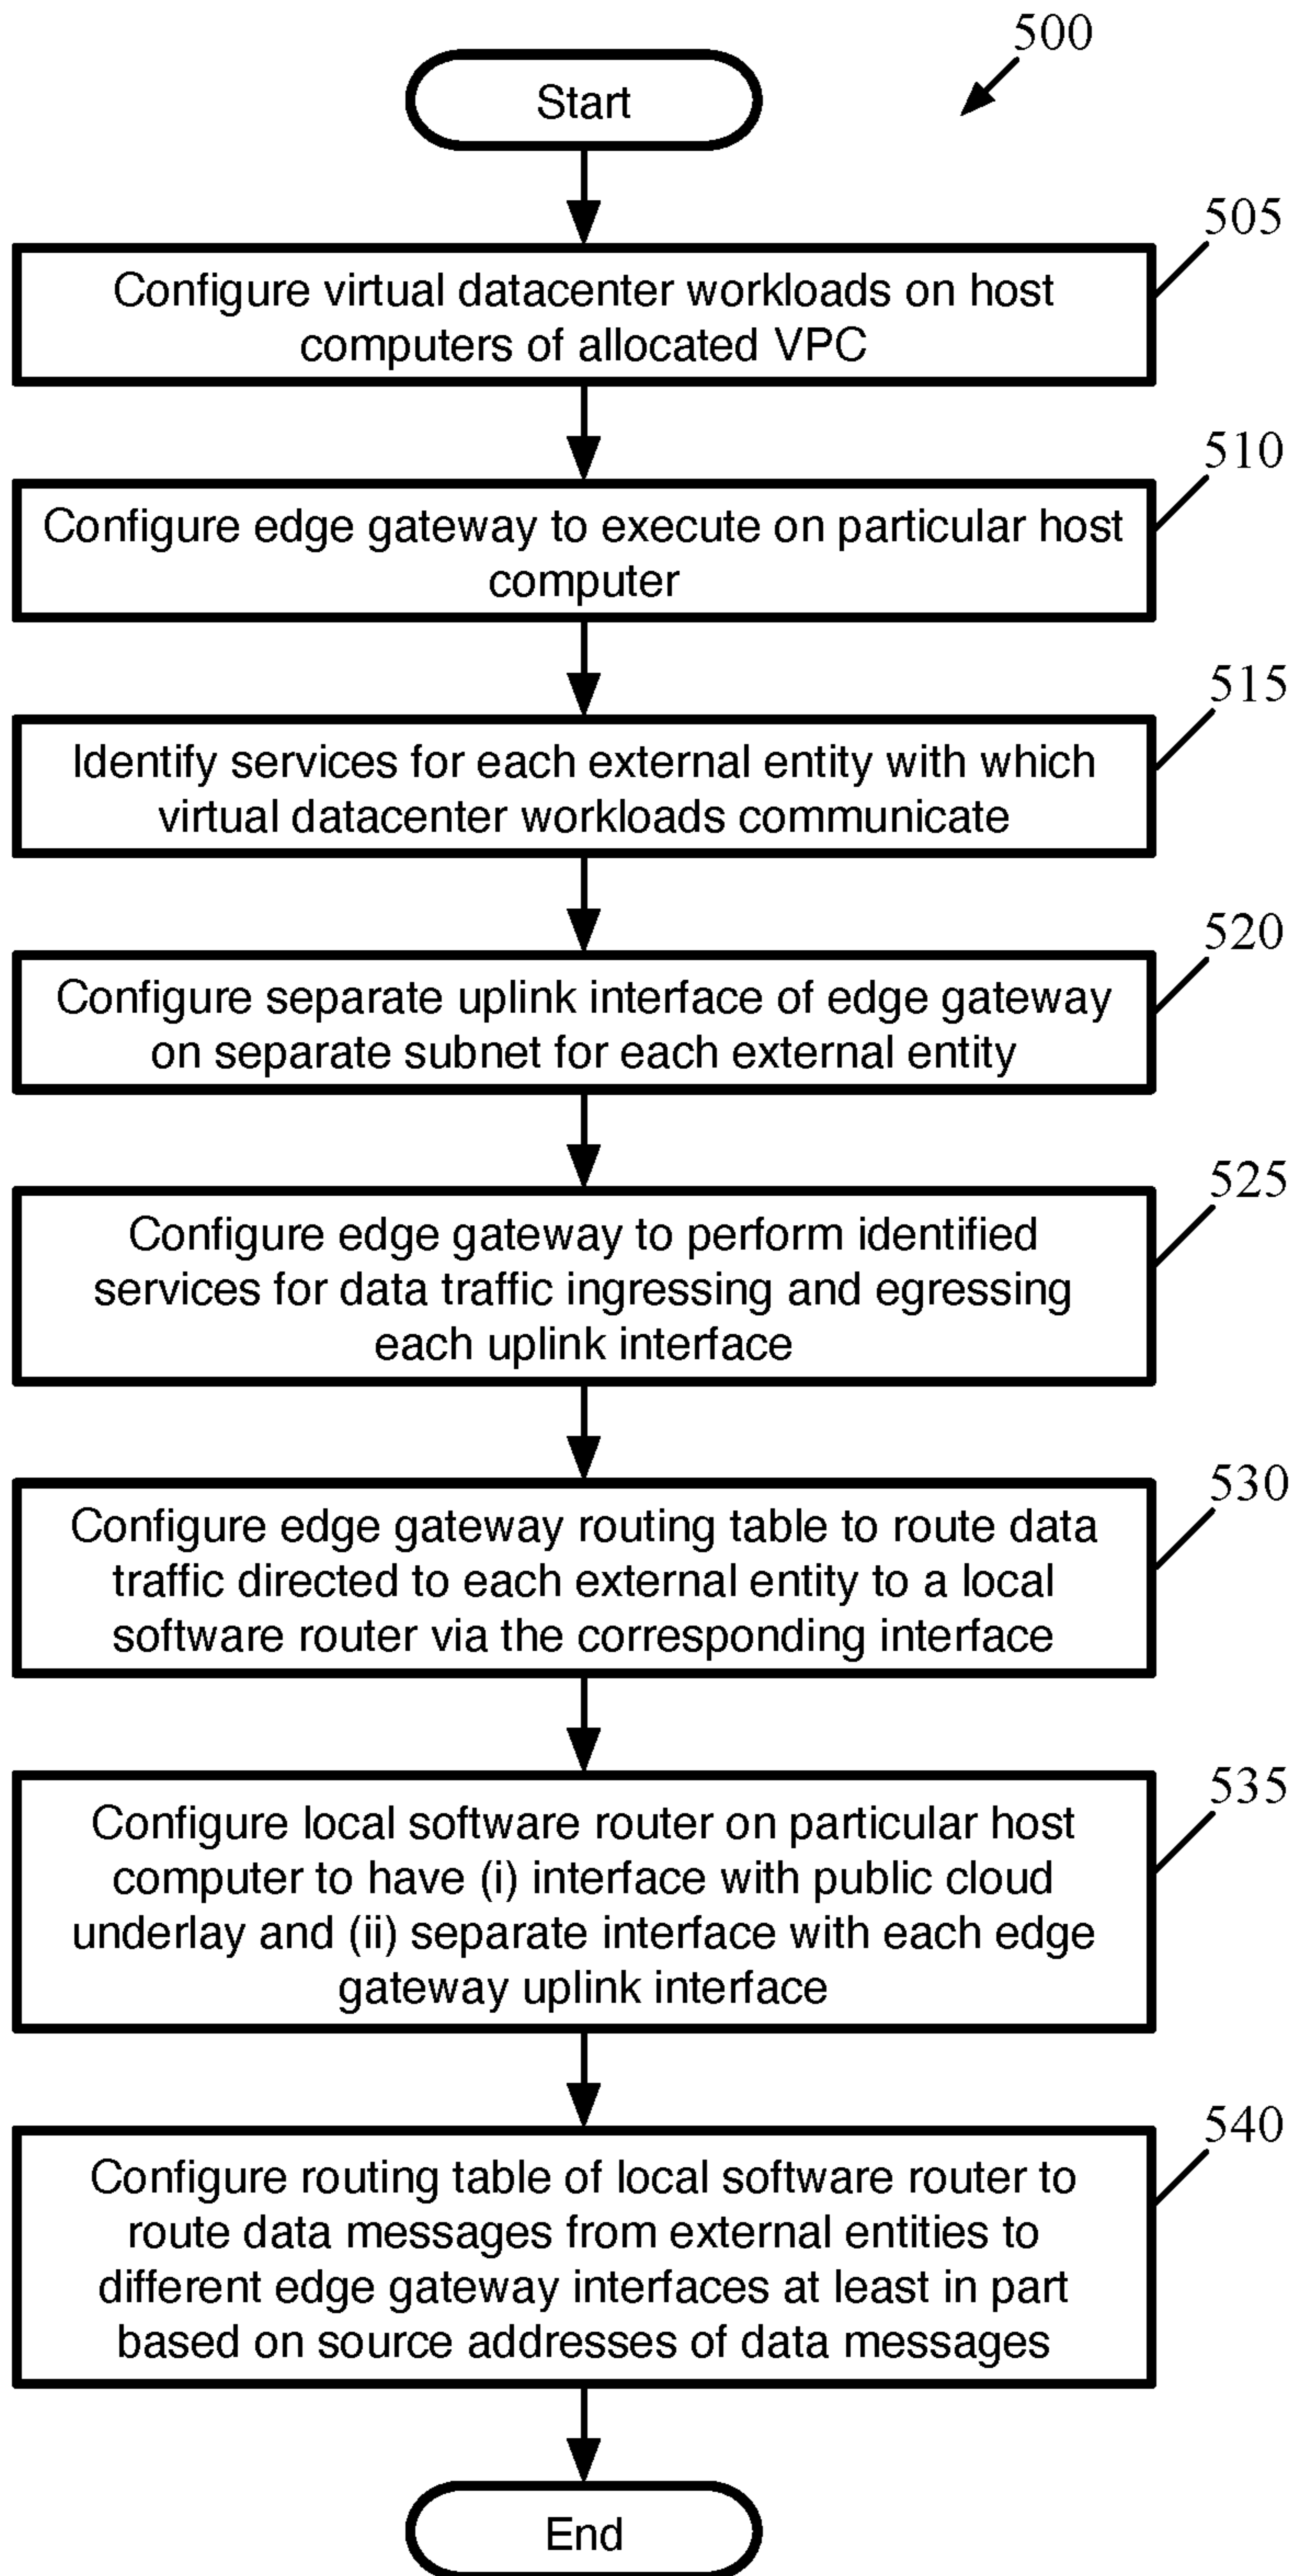 500
Start
505
Configure virtual datacenter workloads on host
computers of allocated VPC
510
Configure edge gateway to execute on particular host
computer
515
Identify services for each external entity with which
virtual datacenter workloads communicate
520
Configure separate uplink interface of edge gateway
on separate subnet for each external entity
525
Configure edge gateway to perform identified
services for data traffic ingressing and egressing
each uplink interface
530
Configure edge gateway routing table to route data
traffic directed to each external entity to a local
software router via the corresponding interface
535
Configure local software router on particular host
computer to have (i) interface with public cloud
underlay and (ii) separate interface with each edge
gateway uplink interface
540
Configure routing table of local software router to
route data messages from external entities to
different edge gateway interfaces at least in part
based on source addresses of data messages
End